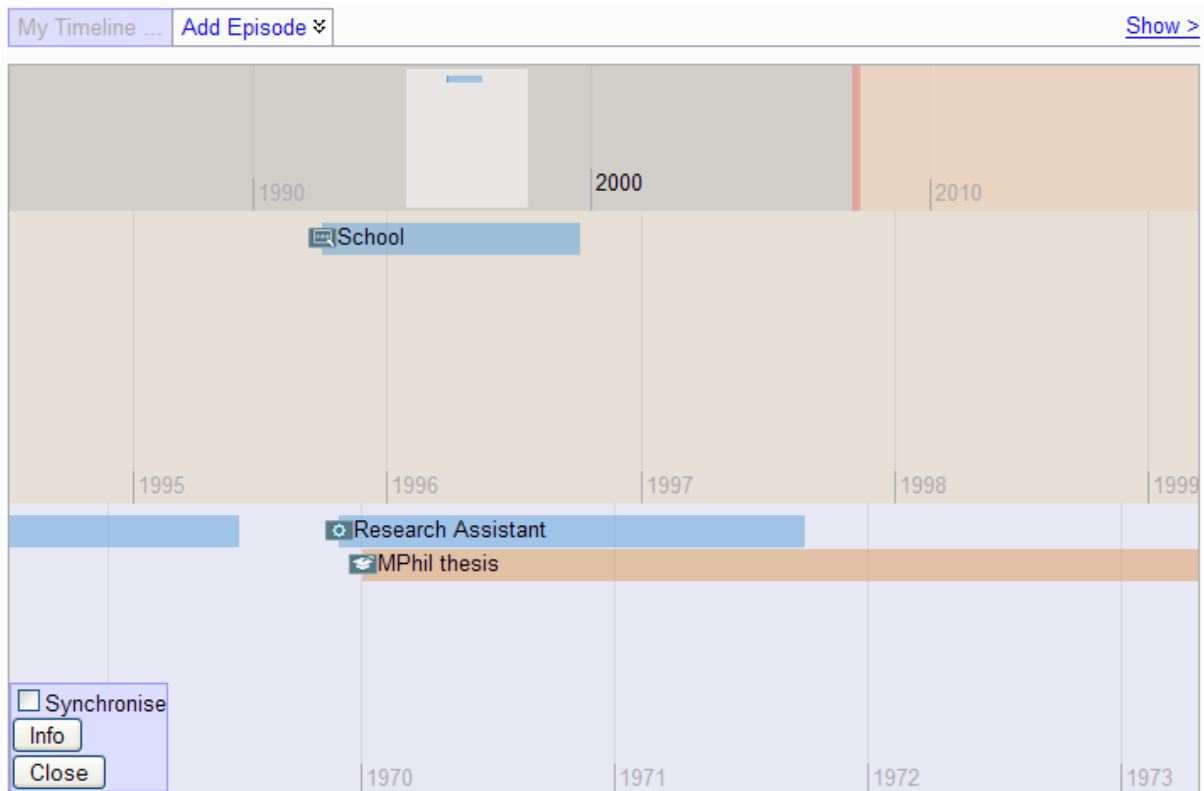 My Timeline ... Add Episode Show >
1990 2000 2010
School
1995 1996 1997 1998 1999
Research Assistant
MPhil thesis
Synchronise
Info
Close
1970 1971 1972 1973